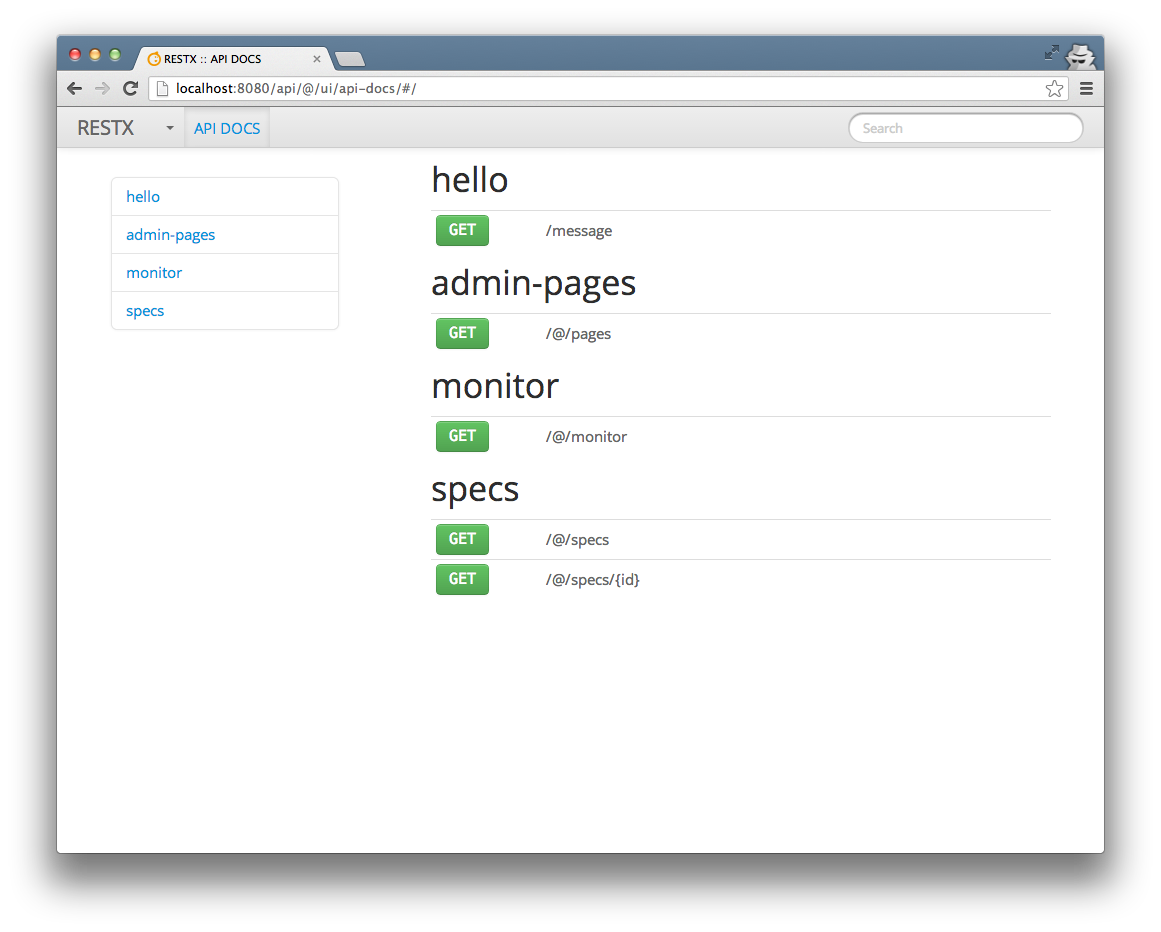 RESTX :: API DOCS
localhost:8080/api/@/ui/api-docs/#/
RESTX
API DOCS
Search
hello
admin-pages
monitor
specs
hello
GET /message
admin-pages
GET /@/pages
monitor
GET /@/monitor
specs
GET /@/specs
GET /@/specs/{id}